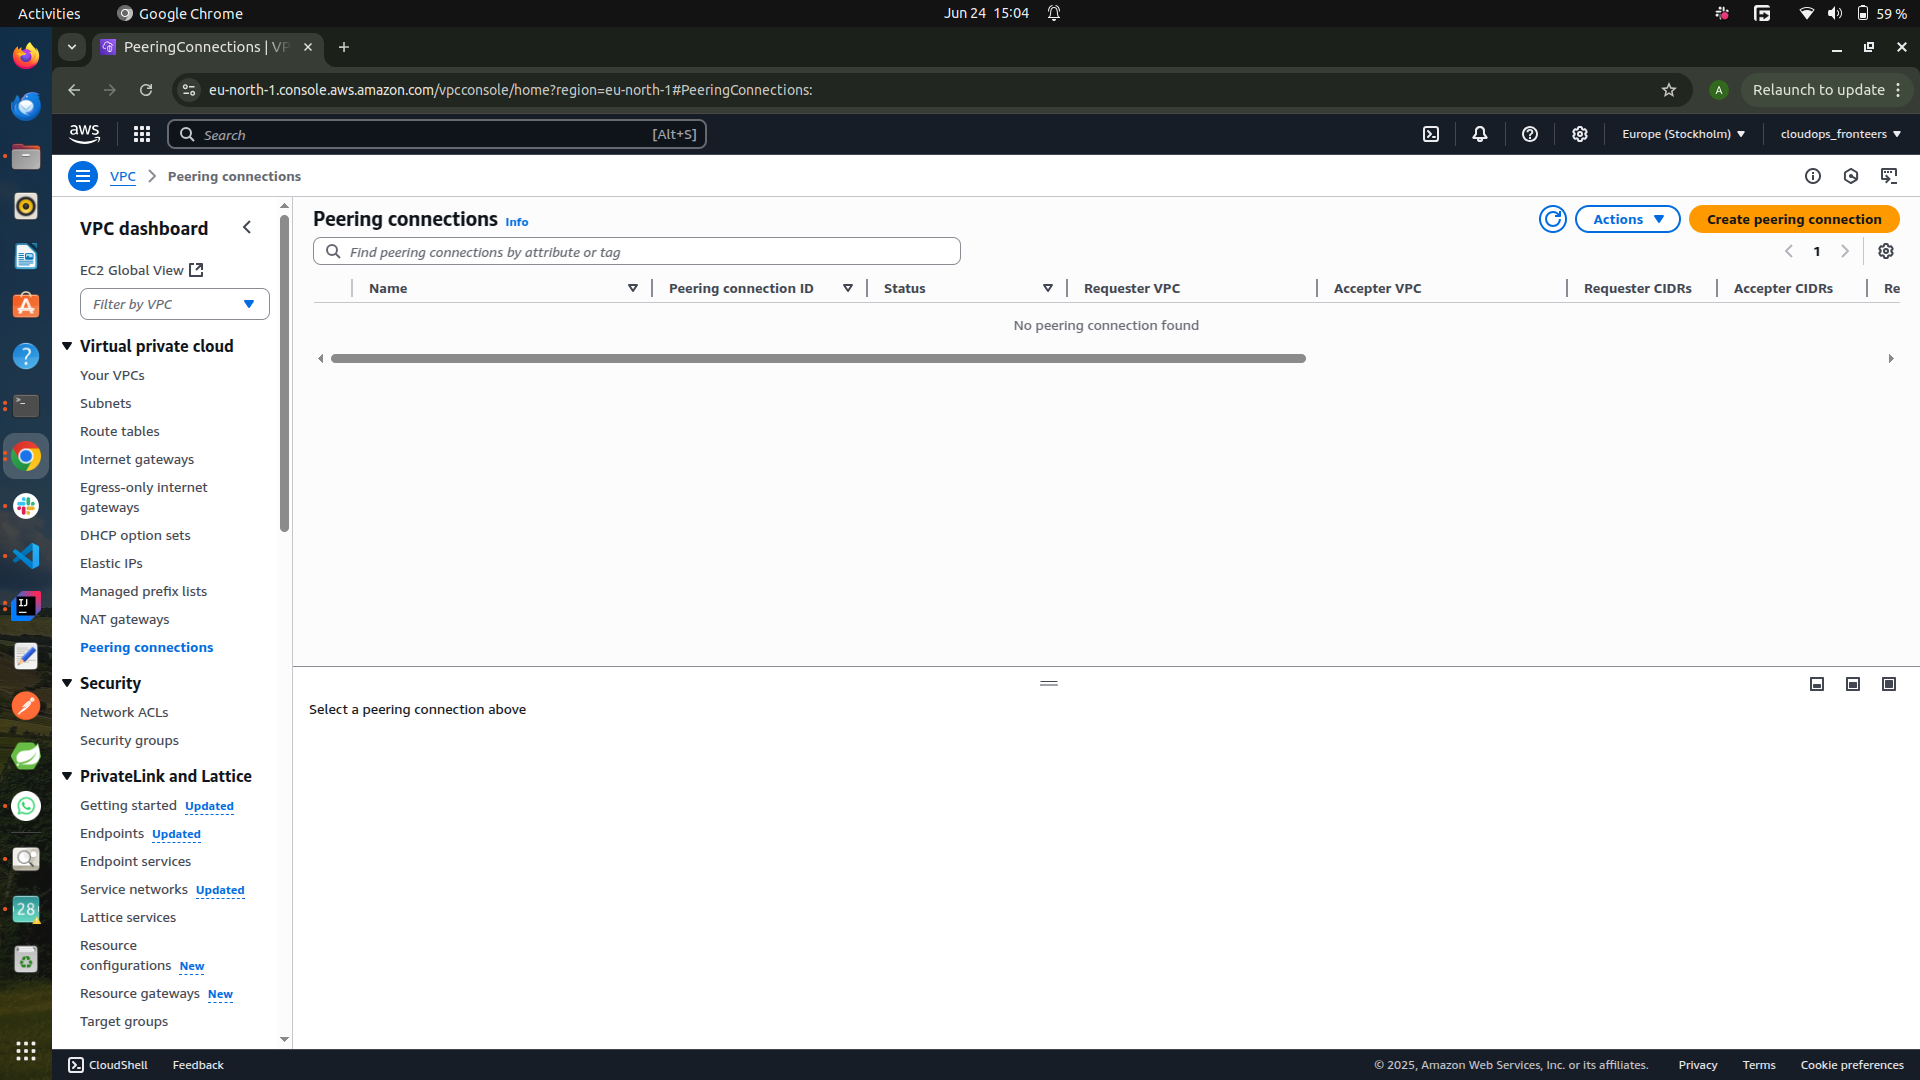 Activities
Google Chrome
Jun 24 15:04
59 %
PeeringConnections | VP
eu-north-1.console.aws.amazon.com/vpcconsole/home?region=eu-north-1#PeeringConnections:
A
Relaunch to update
aws
Search
[Alt+S]
Europe (Stockholm)
cloudops_fronteers
VPC
Peering connections
VPC dashboard
EC2 Global View
Filter by VPC
Virtual private cloud
Your VPCs
Subnets
Route tables
Internet gateways
Egress-only internet
gateways
DHCP option sets
Elastic IPs
Managed prefix lists
NAT gateways
Peering connections
Security
Network ACLs
Security groups
PrivateLink and Lattice
Getting started Updated
Endpoints Updated
Endpoint services
Service networks Updated
Lattice services
Resource
configurations New
Resource gateways New
Target groups
Peering connections Info
Actions
Create peering connection
Find peering connections by attribute or tag
1
Name
Peering connection ID
Status
Requester VPC
Accepter VPC
Requester CIDRs
Accepter CIDRs
Re
No peering connection found
Select a peering connection above
IJ
28
CloudShell
Feedback
© 2025, Amazon Web Services, Inc. or its affiliates.
Privacy
Terms
Cookie preferences